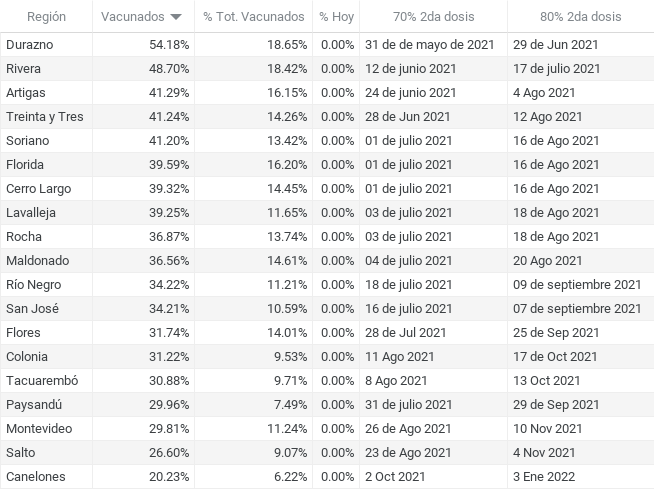 Región Vacunados % Tot. Vacunados % Hoy 70% 2da dosis 80% 2da dosis
Durazno 54.18% 18.65% 0.00% 31 de de mayo de 2021 29 de Jun 2021
Rivera 48.70% 18.42% 0.00% 12 de junio 2021 17 de julio 2021
Artigas 41.29% 16.15% 0.00% 24 de junio 2021 4 Ago 2021
Treinta y Tres 41.24% 14.26% 0.00% 28 de Jun 2021 12 Ago 2021
Soriano 41.20% 13.42% 0.00% 01 de julio 2021 16 de Ago 2021
Florida 39.59% 16.20% 0.00% 01 de julio 2021 16 de Ago 2021
Cerro Largo 39.32% 14.45% 0.00% 01 de julio 2021 16 de Ago 2021
Lavalleja 39.25% 11.65% 0.00% 03 de julio 2021 18 de Ago 2021
Rocha 36.87% 13.74% 0.00% 03 de julio 2021 18 de Ago 2021
Maldonado 36.56% 14.61% 0.00% 04 de julio 2021 20 Ago 2021
Río Negro 34.22% 11.21% 0.00% 18 de julio 2021 09 de septiembre 2021
San José 34.21% 10.59% 0.00% 16 de julio 2021 07 de septiembre 2021
Flores 31.74% 14.01% 0.00% 28 de Jul 2021 25 de Sep 2021
Colonia 31.22% 9.53% 0.00% 11 Ago 2021 17 de Oct 2021
Tacuarembó 30.88% 9.71% 0.00% 8 Ago 2021 13 Oct 2021
Paysandú 29.96% 7.49% 0.00% 31 de julio 2021 29 de Sep 2021
Montevideo 29.81% 11.24% 0.00% 26 de Ago 2021 10 Nov 2021
Salto 26.60% 9.07% 0.00% 23 de Ago 2021 4 Nov 2021
Canelones 20.23% 6.22% 0.00% 2 Oct 2021 3 Ene 2022